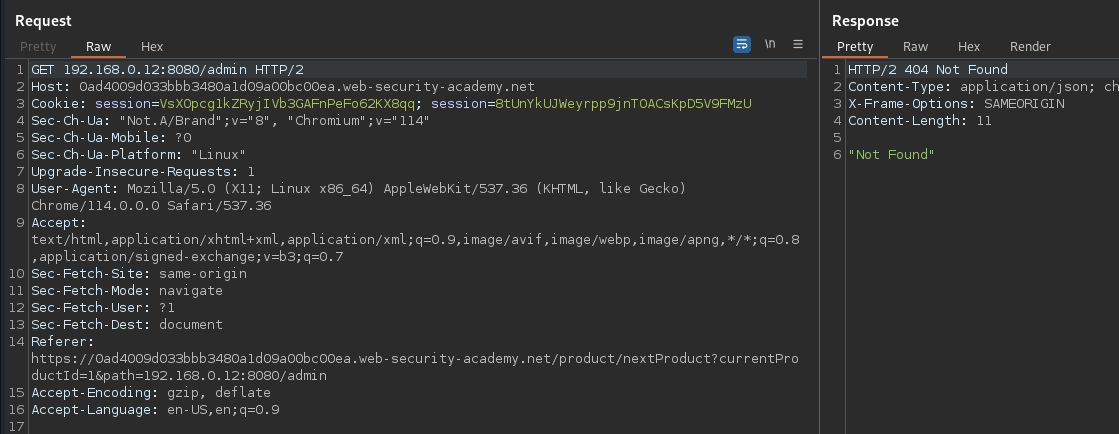 Request
Response
Pretty Raw Hex
\n
Pretty Raw Hex Render
1 GET 192.168.0.12:8080/admin HTTP/2
2 Host: 0ad4009d033bbb3480a1d09a00bc00ea.web-security-academy.net
3 Cookie: session=VsXOpcg1kZRyjIVb3GAFnPeFo62KX8qq; session=8tUnYkUJWeyrpp9jnTOACsKpD5V9FMzU
4 Sec-Ch-Ua: "Not.A/Brand";v="8", "Chromium";v="114"
5 Sec-Ch-Ua-Mobile: ?0
6 Sec-Ch-Ua-Platform: "Linux"
7 Upgrade-Insecure-Requests: 1
8 User-Agent: Mozilla/5.0 (X11; Linux x86_64) AppleWebKit/537.36 (KHTML, like Gecko)
Chrome/114.0.0.0 Safari/537.36
9 Accept:
text/html,application/xhtml+xml,application/xml;q=0.9,image/avif,image/webp,image/apng,*/*;q=0.8
,application/signed-exchange;v=b3;q=0.7
10 Sec-Fetch-Site: same-origin
11 Sec-Fetch-Mode: navigate
12 Sec-Fetch-User: ?1
13 Sec-Fetch-Dest: document
14 Referer:
https://0ad4009d033bbb3480a1d09a00bc00ea.web-security-academy.net/product/nextProduct?currentPro
ductId=1&path=192.168.0.12:8080/admin
15 Accept-Encoding: gzip, deflate
16 Accept-Language: en-US,en;q=0.9
17
1 HTTP/2 404 Not Found
2 Content-Type: application/json; ch
3 X-Frame-Options: SAMEORIGIN
4 Content-Length: 11
5
6 "Not Found"